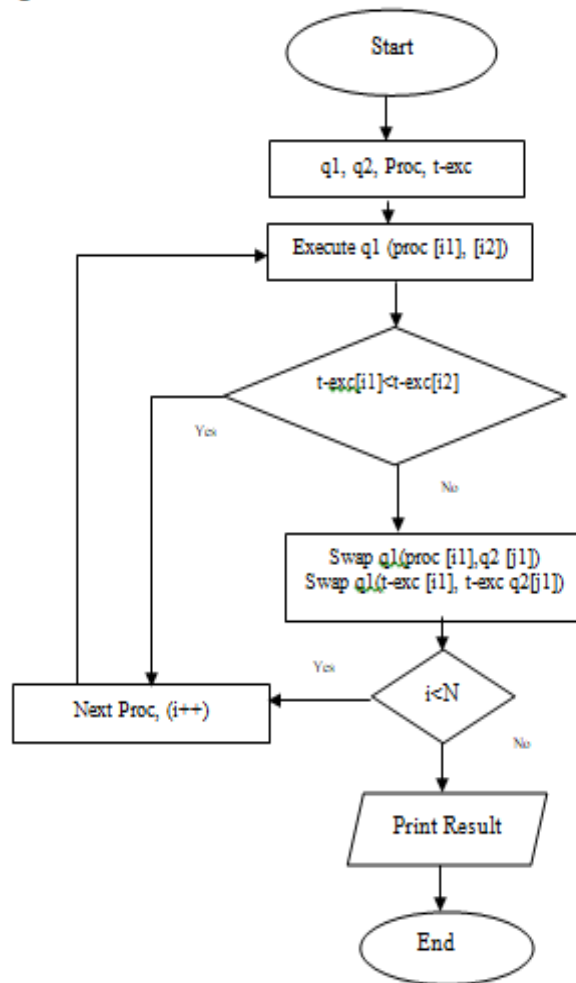 Start
q1, q2, Proc, t-exc
Execute q1 (proc [i1], [i2])
t-exc[i1]<t-exc[i2]
Yes
No
Swap q1(proc [i1],q2 [j1])
Swap q1(t-exc [i1], t-exc q2[j1])
Yes
i<N
Next Proc, (i++)
No
Print Result
End